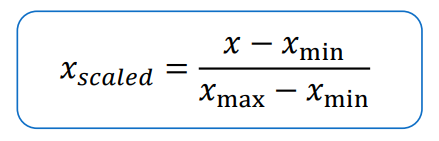 x_scaled = (x − x_min) / (x_max − x_min)